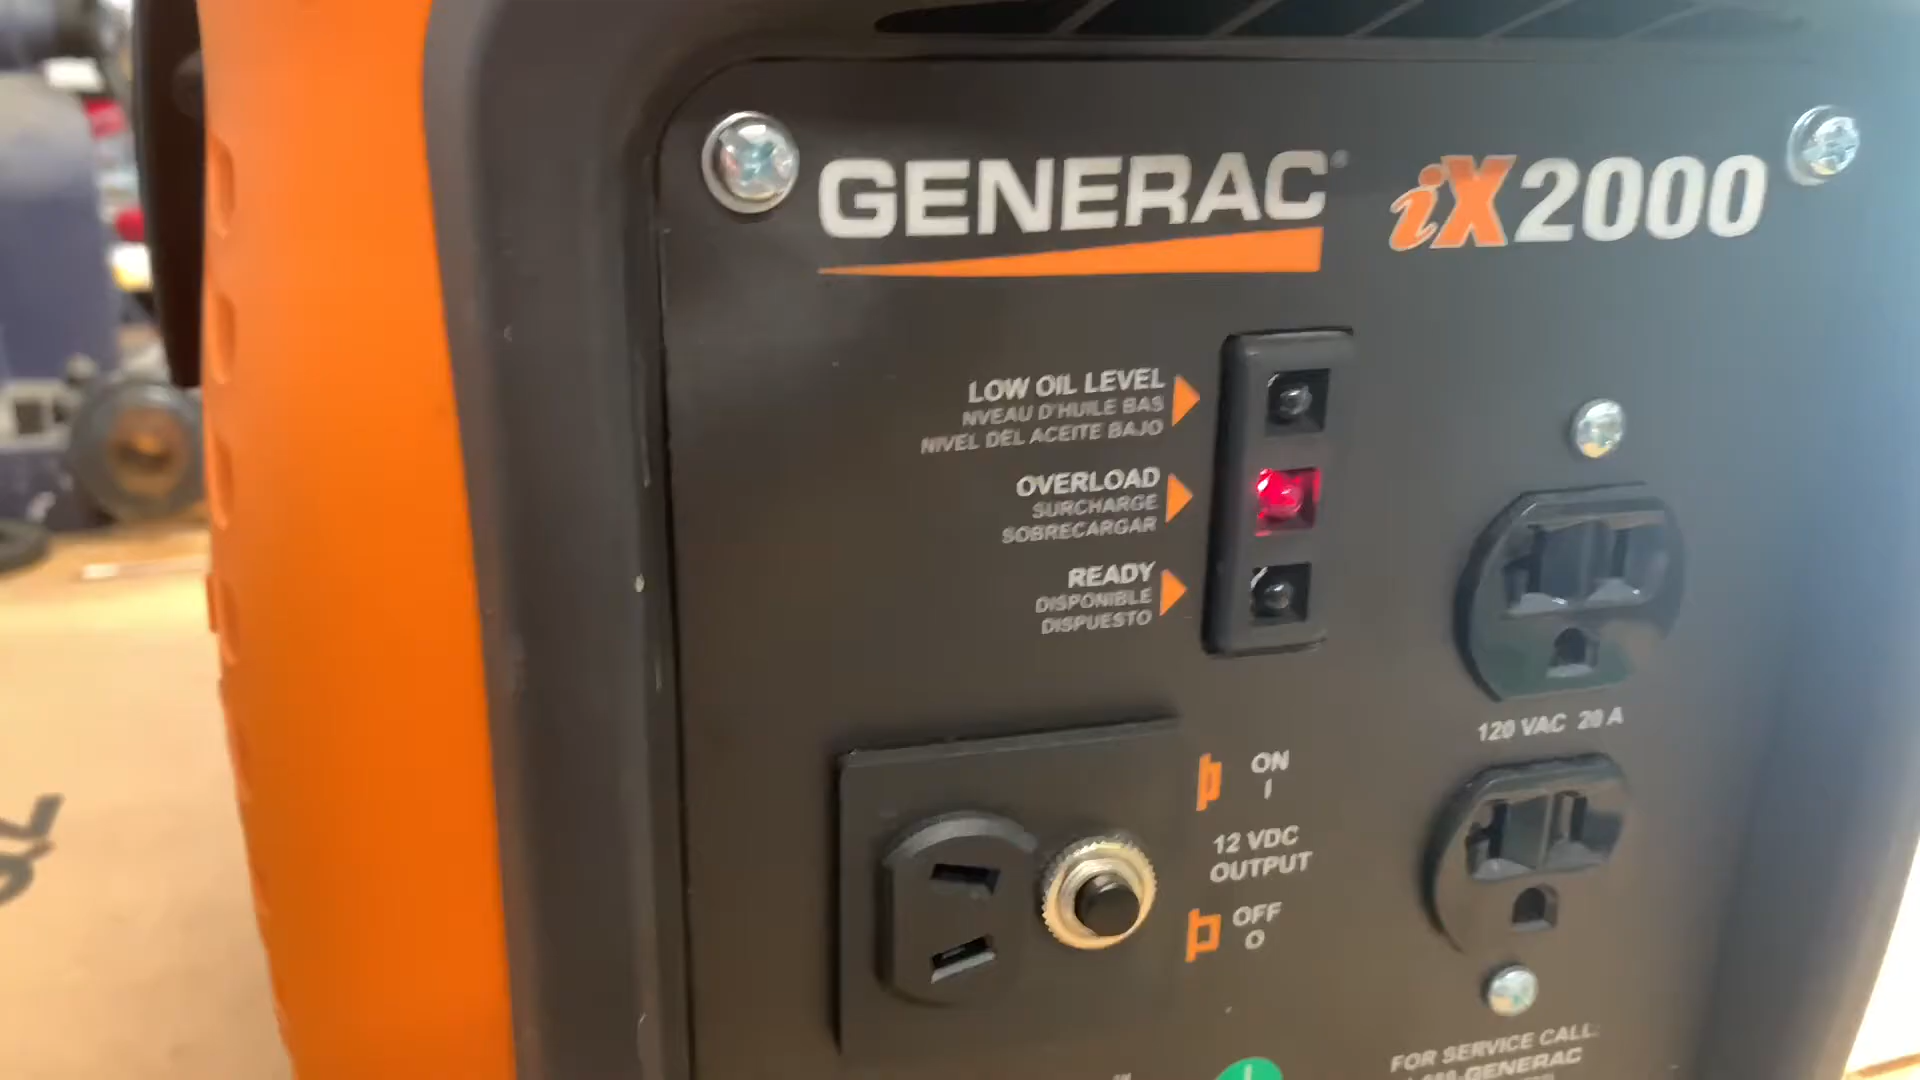 GENERAC
iX2000
LOW OIL LEVEL
NVEAU D'HUILE BAS
NIVEL DEL ACEITE BAJO
OVERLOAD
SURCHARGE
SOBRECARGAR
READY
DISPONIBLE
DISPUESTO
120 VAC 20 A
ON
I
12 VDC
OUTPUT
OFF
O
FOR SERVICE CALL:
GENERAC